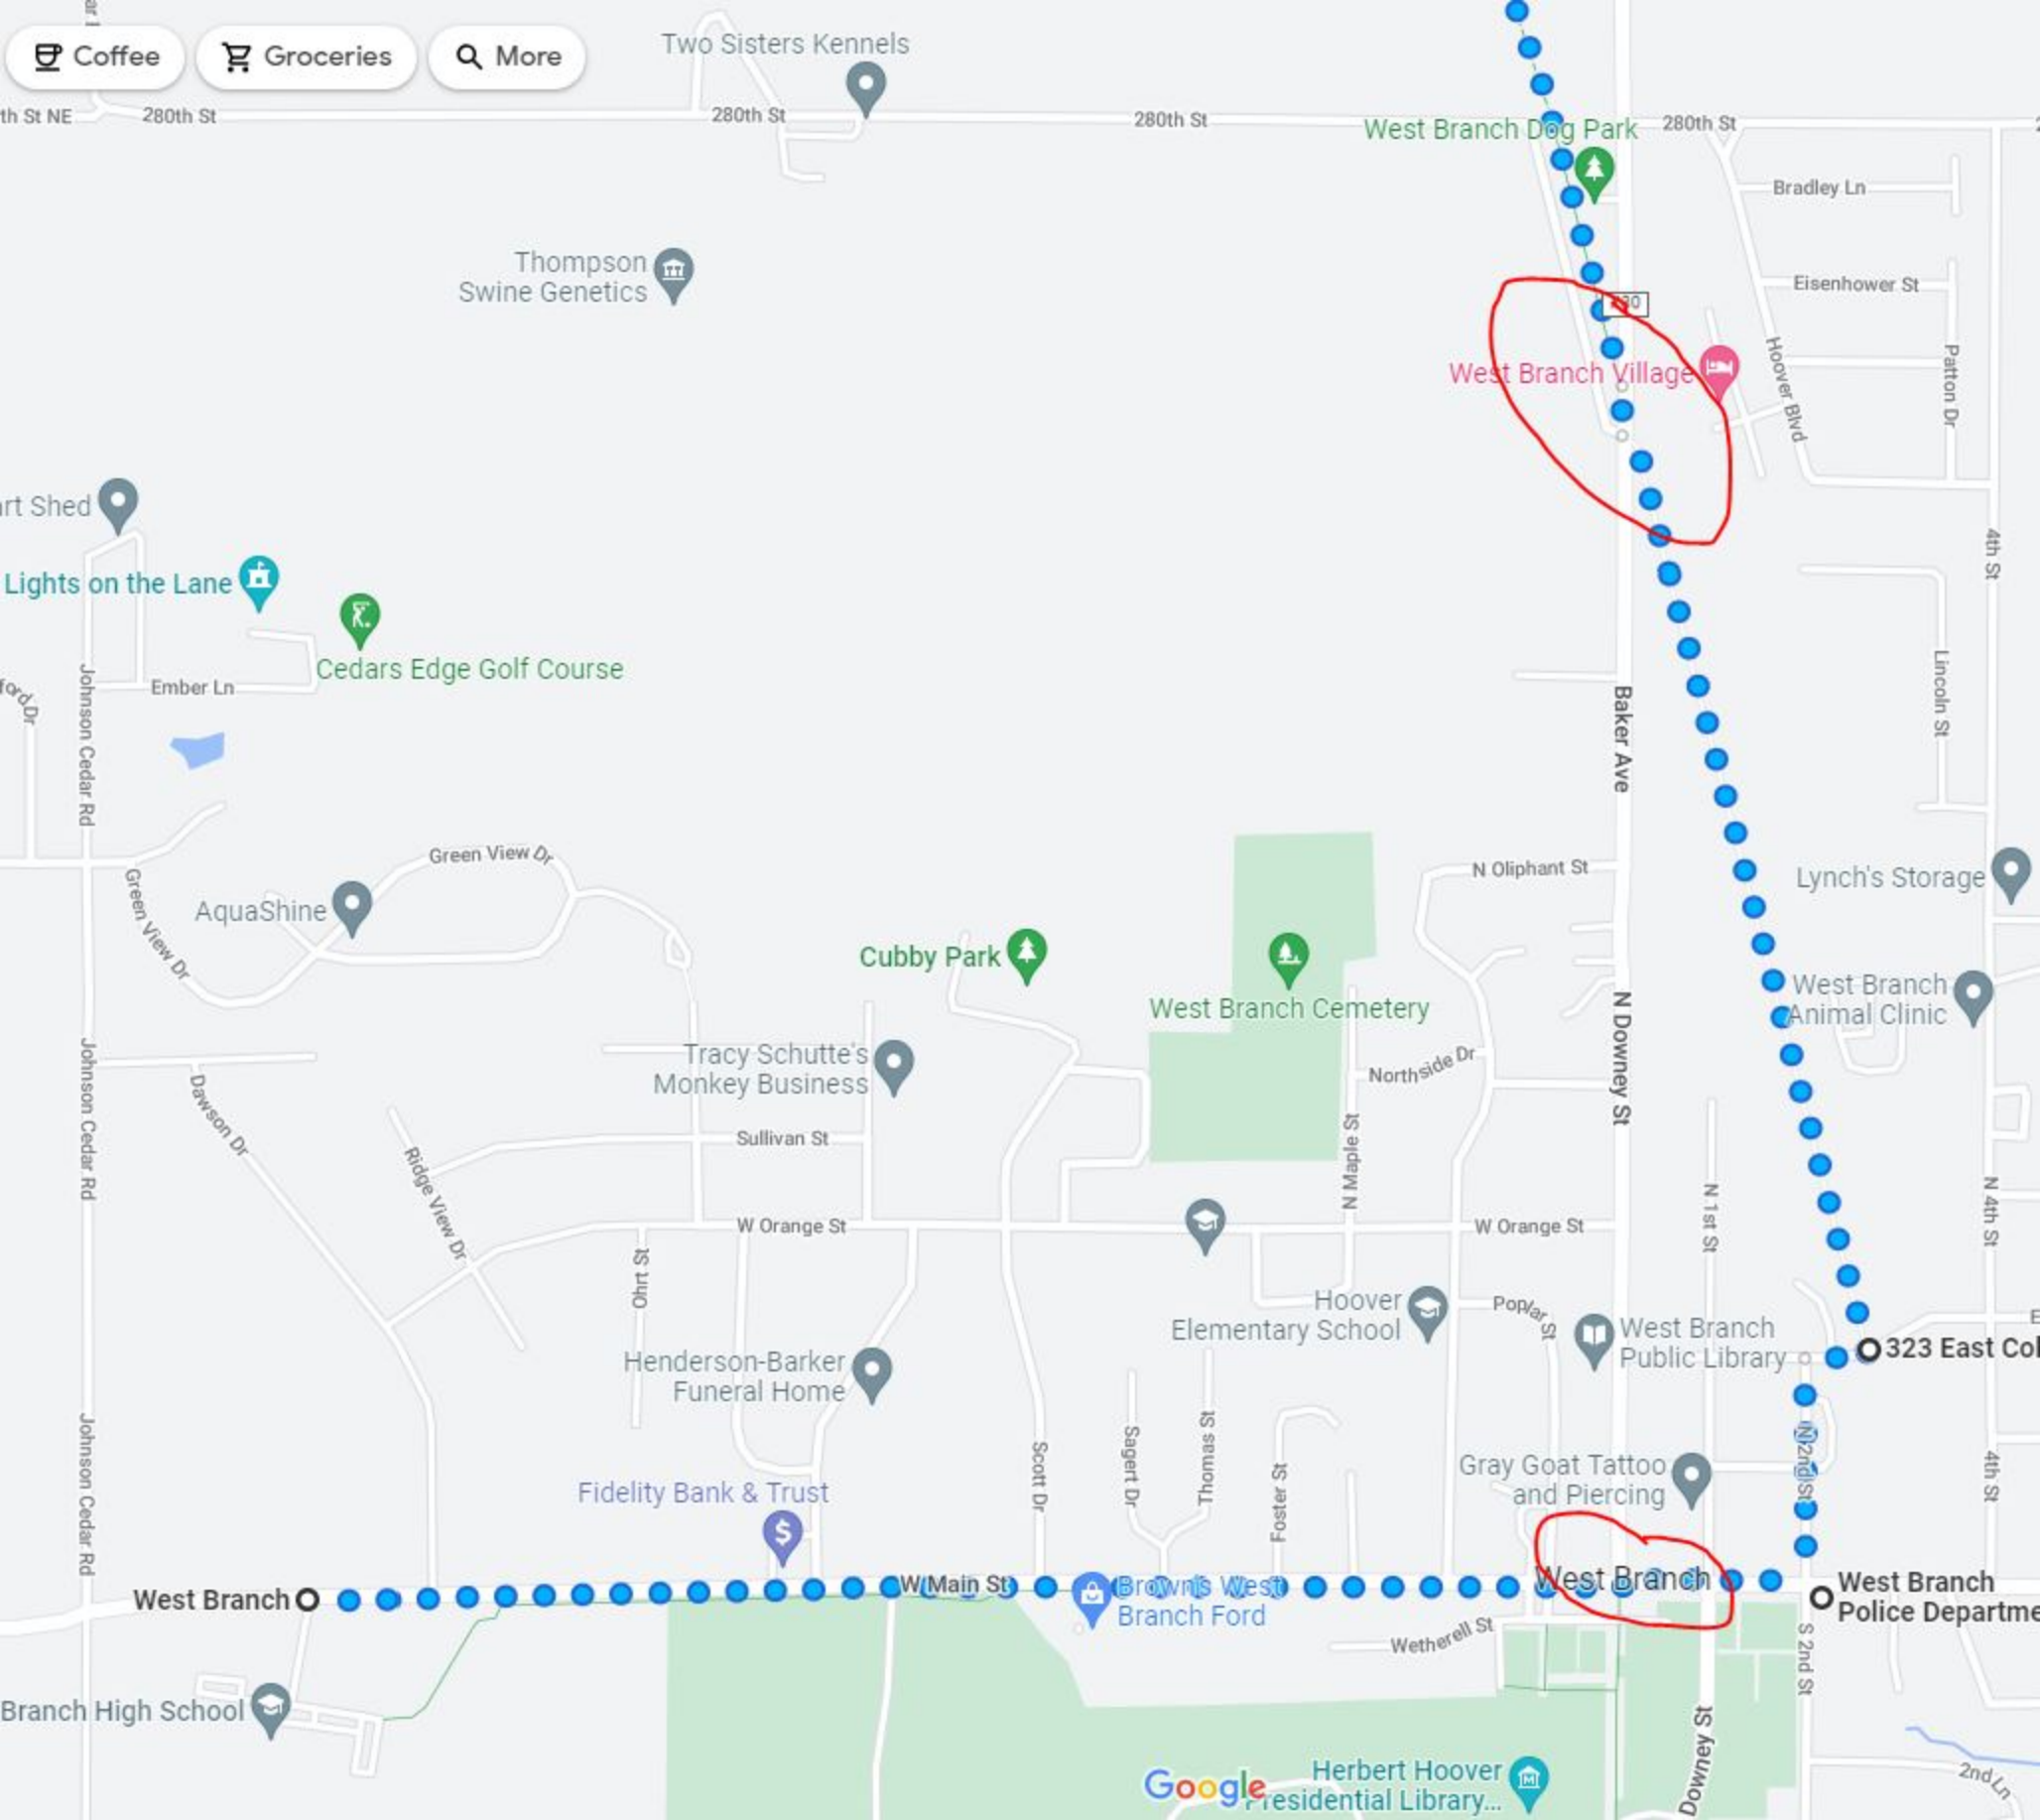 Coffee
Groceries
More
Two Sisters Kennels
th St NE
280th St
280th St
280th St
280th St
West Branch Dog Park
Bradley Ln
Thompson
Swine Genetics
Eisenhower St
West Branch Village
Hoover Blvd
Patton Dr
art Shed
4th St
Lights on the Lane
Cedars Edge Golf Course
Johnson Cedar Rd
Ember Ln
ford Dr
Lincoln St
Baker Ave
Green View Dr
N Oliphant St
Lynch's Storage
Green View Dr
AquaShine
Cubby Park
West Branch Cemetery
West Branch
Animal Clinic
N Downey St
Johnson Cedar Rd
Dawson Dr
Tracy Schutte's
Monkey Business
Northside Dr
Sullivan St
Ridge View Dr
N Maple St
W Orange St
W Orange St
N 1st St
N 4th St
Ohrt St
Hoover
Elementary School
Poplar St
West Branch
Public Library
323 East Col
Henderson-Barker
Funeral Home
Johnson Cedar Rd
Scott Dr
Sagert Dr
Thomas St
Foster St
Gray Goat Tattoo
and Piercing
N 2nd St
4th St
Fidelity Bank & Trust
West Branch
W Main St
Brown's West
Branch Ford
West Branch
West Branch
Police Departme
Wetherell St
S 2nd St
Branch High School
Downey St
Google
Herbert Hoover
Presidential Library...
2nd Ln